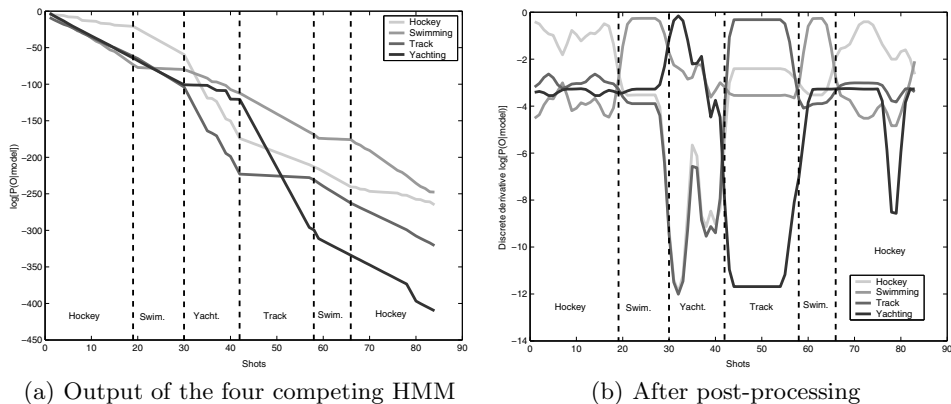 0
−50
−100
−150
−200
−250
−300
−350
−400
−450
log[P(O|model)]
Hockey
Swimming
Track
Yachting
Hockey
Swim.
Yacht.
Track
Swim.
Hockey
0 10 20 30 40 50 60 70 80 90
Shots
(a) Output of the four competing HMM
0
−2
−4
−6
−8
−10
−12
−14
Discrete derivative log[P(O|model)]
Hockey
Hockey
Swimming
Track
Yachting
Hockey
Swim.
Yacht.
Track
Swim.
0 10 20 30 40 50 60 70 80 90
Shots
(b) After post-processing